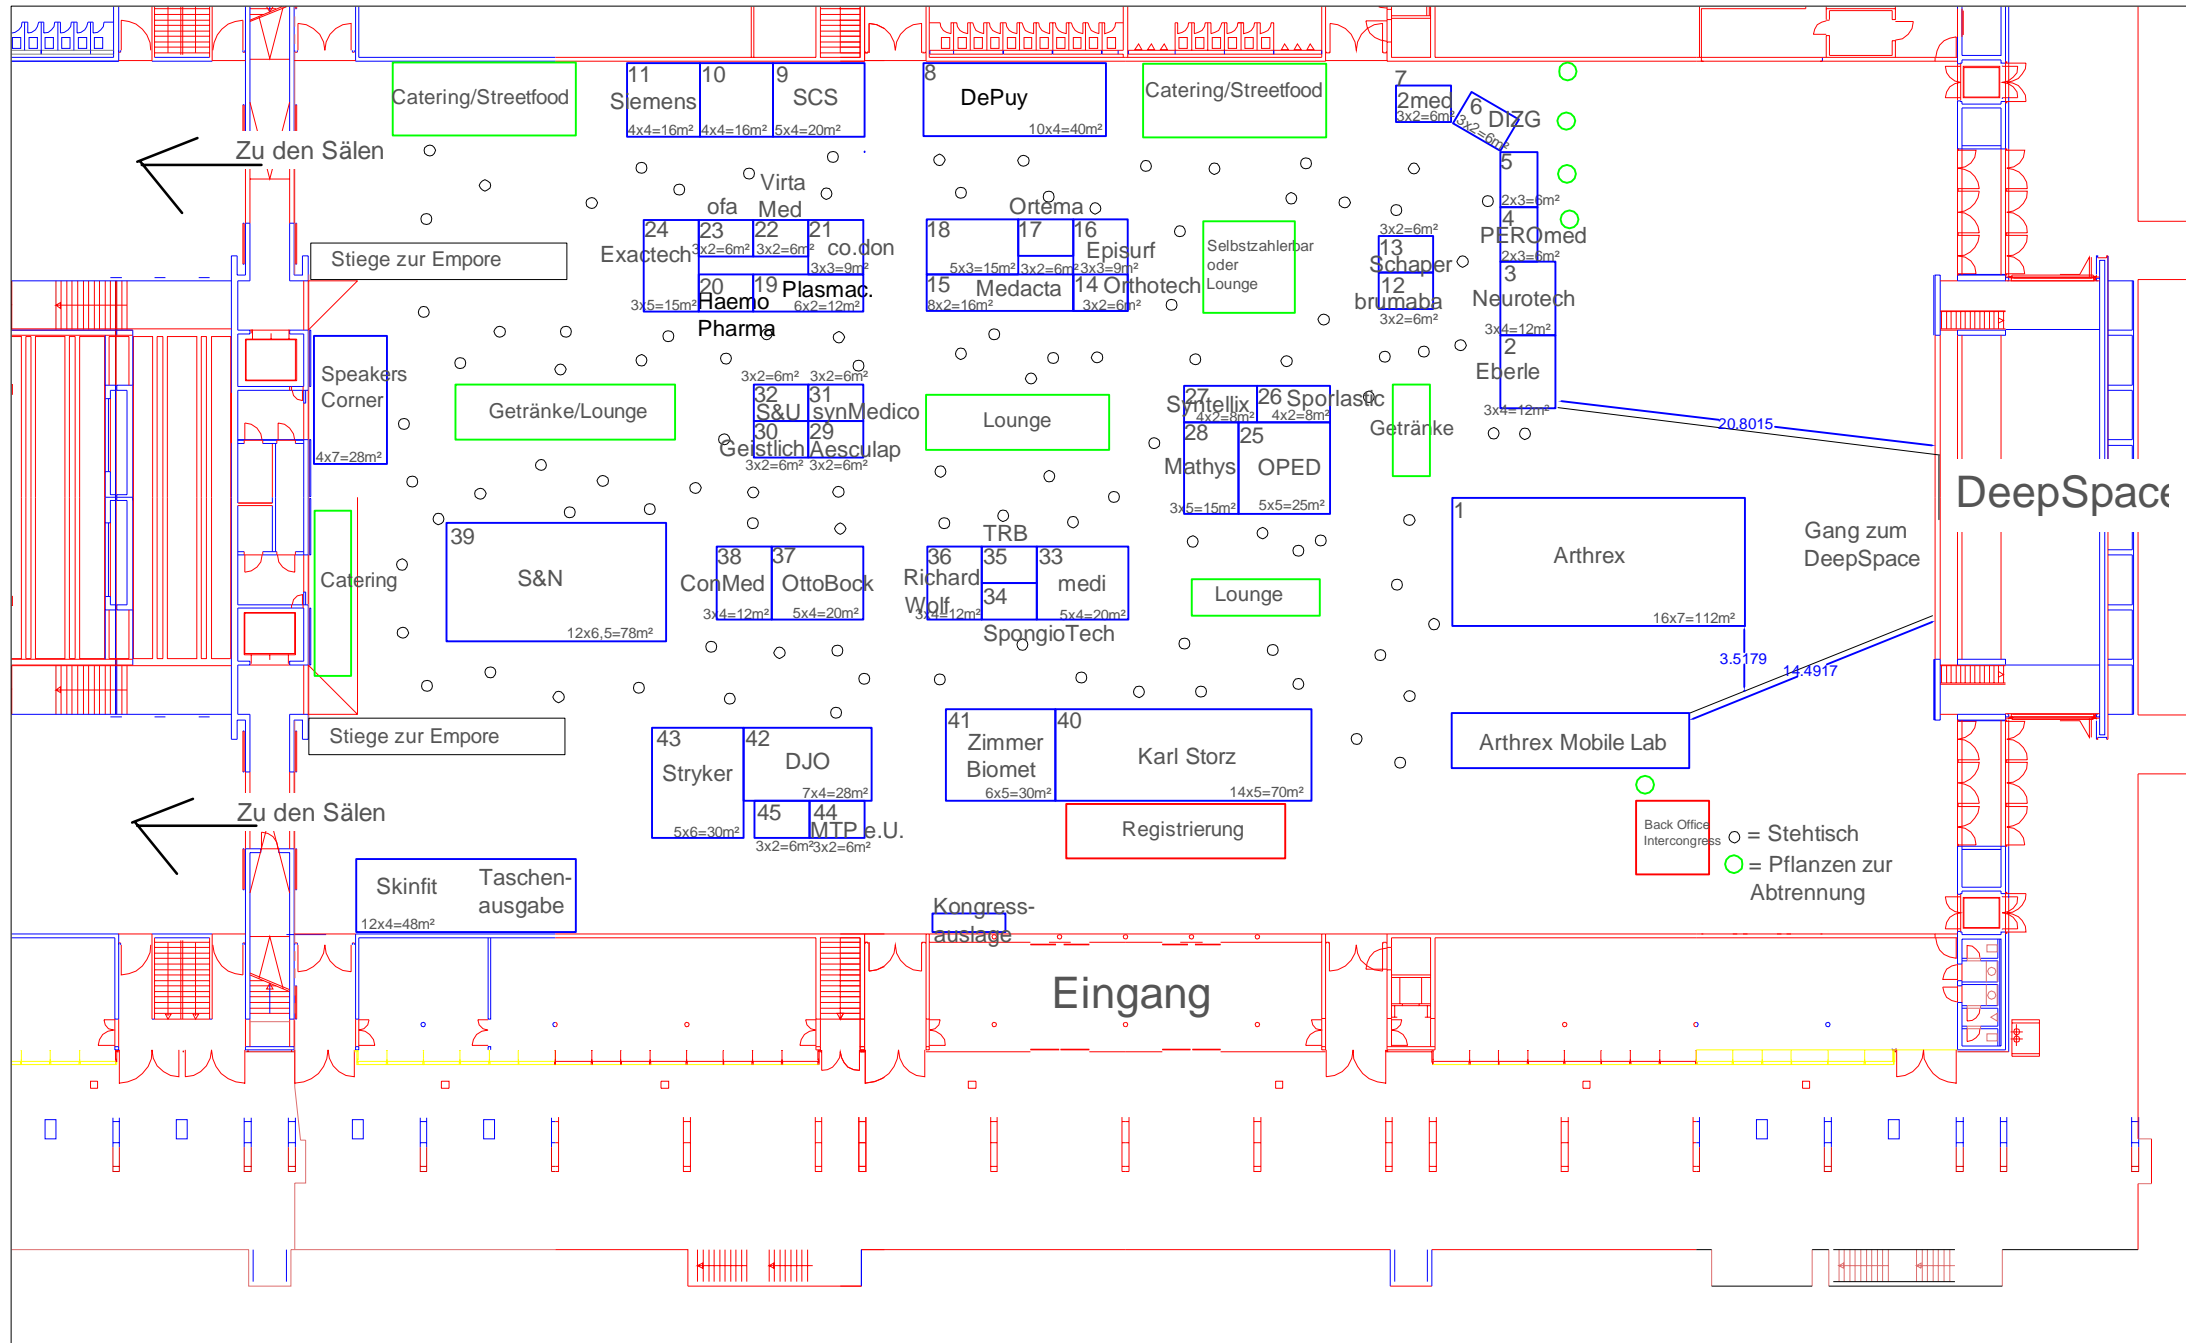 Catering/Streetfood
11
Siemens
4x4=16m²
10
4x4=16m²
9
SCS
5x4=20m²
8
DePuy
10x4=40m²
Catering/Streetfood
7
2med
3x2=6m²
6
DIZG
3x2=6m²
Zu den Sälen
5
2x3=6m²
4
PEROmed
2x3=6m²
3
Neurotech
3x4=12m²
2
Eberle
3x4=12m²
Stiege zur Empore
24
Exactech
3x5=15m²
ofa
23
3x2=6m²
Virta
Med
22
3x2=6m²
21
co.don
3x3=9m²
20
Haemo
Pharma
19
Plasmac.
6x2=12m²
18
5x3=15m²
Ortema
17
3x2=6m²
16
Episurf
3x3=9m²
15
Medacta
8x2=16m²
14
Orthotech
3x2=6m²
Selbstzahlerbar
oder
Lounge
3x2=6m²
13
Schaper
12
brumaba
3x2=6m²
Speakers
Corner
4x7=28m²
Getränke/Lounge
3x2=6m²
32
S&U
3x2=6m²
31
synMedico
30
Geistlich
3x2=6m²
29
Aesculap
3x2=6m²
Lounge
27
Syntellix
4x2=8m²
26
Sporlastic
4x2=8m²
28
Mathys
3x5=15m²
25
OPED
5x5=25m²
Getränke
20.8015
DeepSpace
Gang zum
DeepSpace
1
Arthrex
16x7=112m²
3.5179
14.4917
Catering
39
S&N
12x6,5=78m²
38
ConMed
3x4=12m²
37
OttoBock
5x4=20m²
36
Richard
Wolf
3x4=12m²
TRB
35
34
SpongioTech
33
medi
5x4=20m²
Lounge
Stiege zur Empore
43
Stryker
5x6=30m²
42
DJO
7x4=28m²
45
3x2=6m²
44
MTP e.U.
3x2=6m²
41
Zimmer
Biomet
6x5=30m²
40
Karl Storz
14x5=70m²
Arthrex Mobile Lab
Zu den Sälen
Registrierung
Back Office
Intercongress
= Stehtisch
= Pflanzen zur
Abtrennung
Skinfit
Taschen-
ausgabe
12x4=48m²
Kongress-
auslage
Eingang